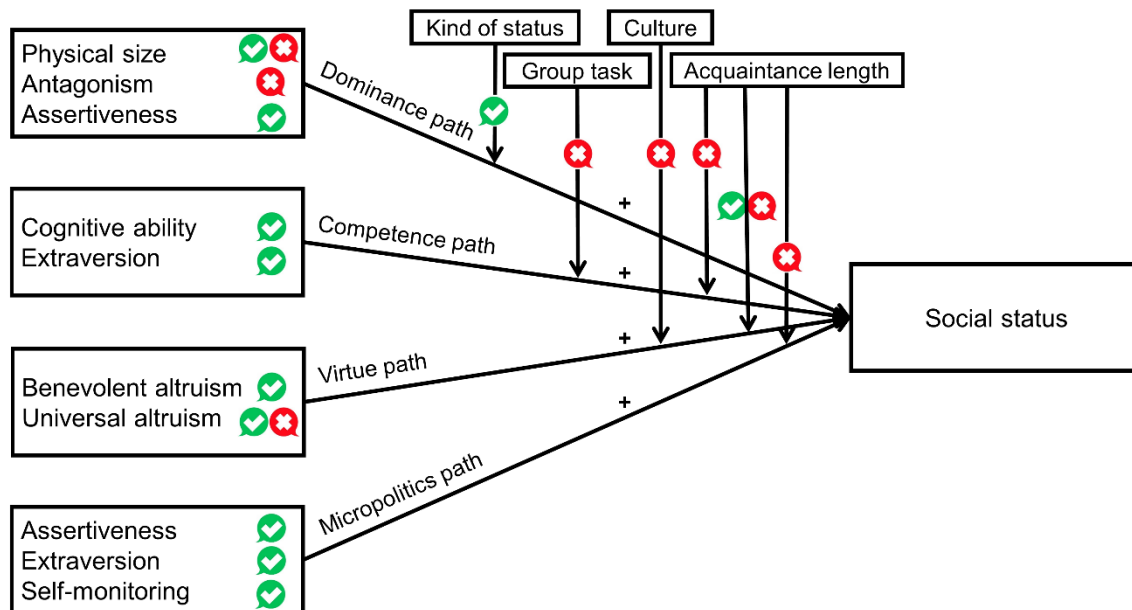 Kind of status
Culture
Group task
Acquaintance length
Physical size
Antagonism
Assertiveness
Dominance path
+
Cognitive ability
Extraversion
Competence path
+
Social status
Benevolent altruism
Universal altruism
Virtue path
+
Assertiveness
Extraversion
Self-monitoring
Micropolitics path
+